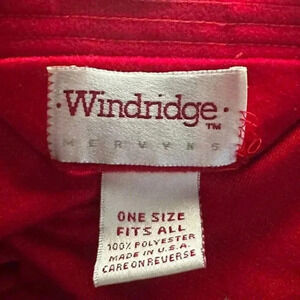 ·Windridge·™
MERVYNS
ONE SIZE
FITS ALL
100% POLYESTER
MADE IN U.S.A.
CARE ON REVERSE